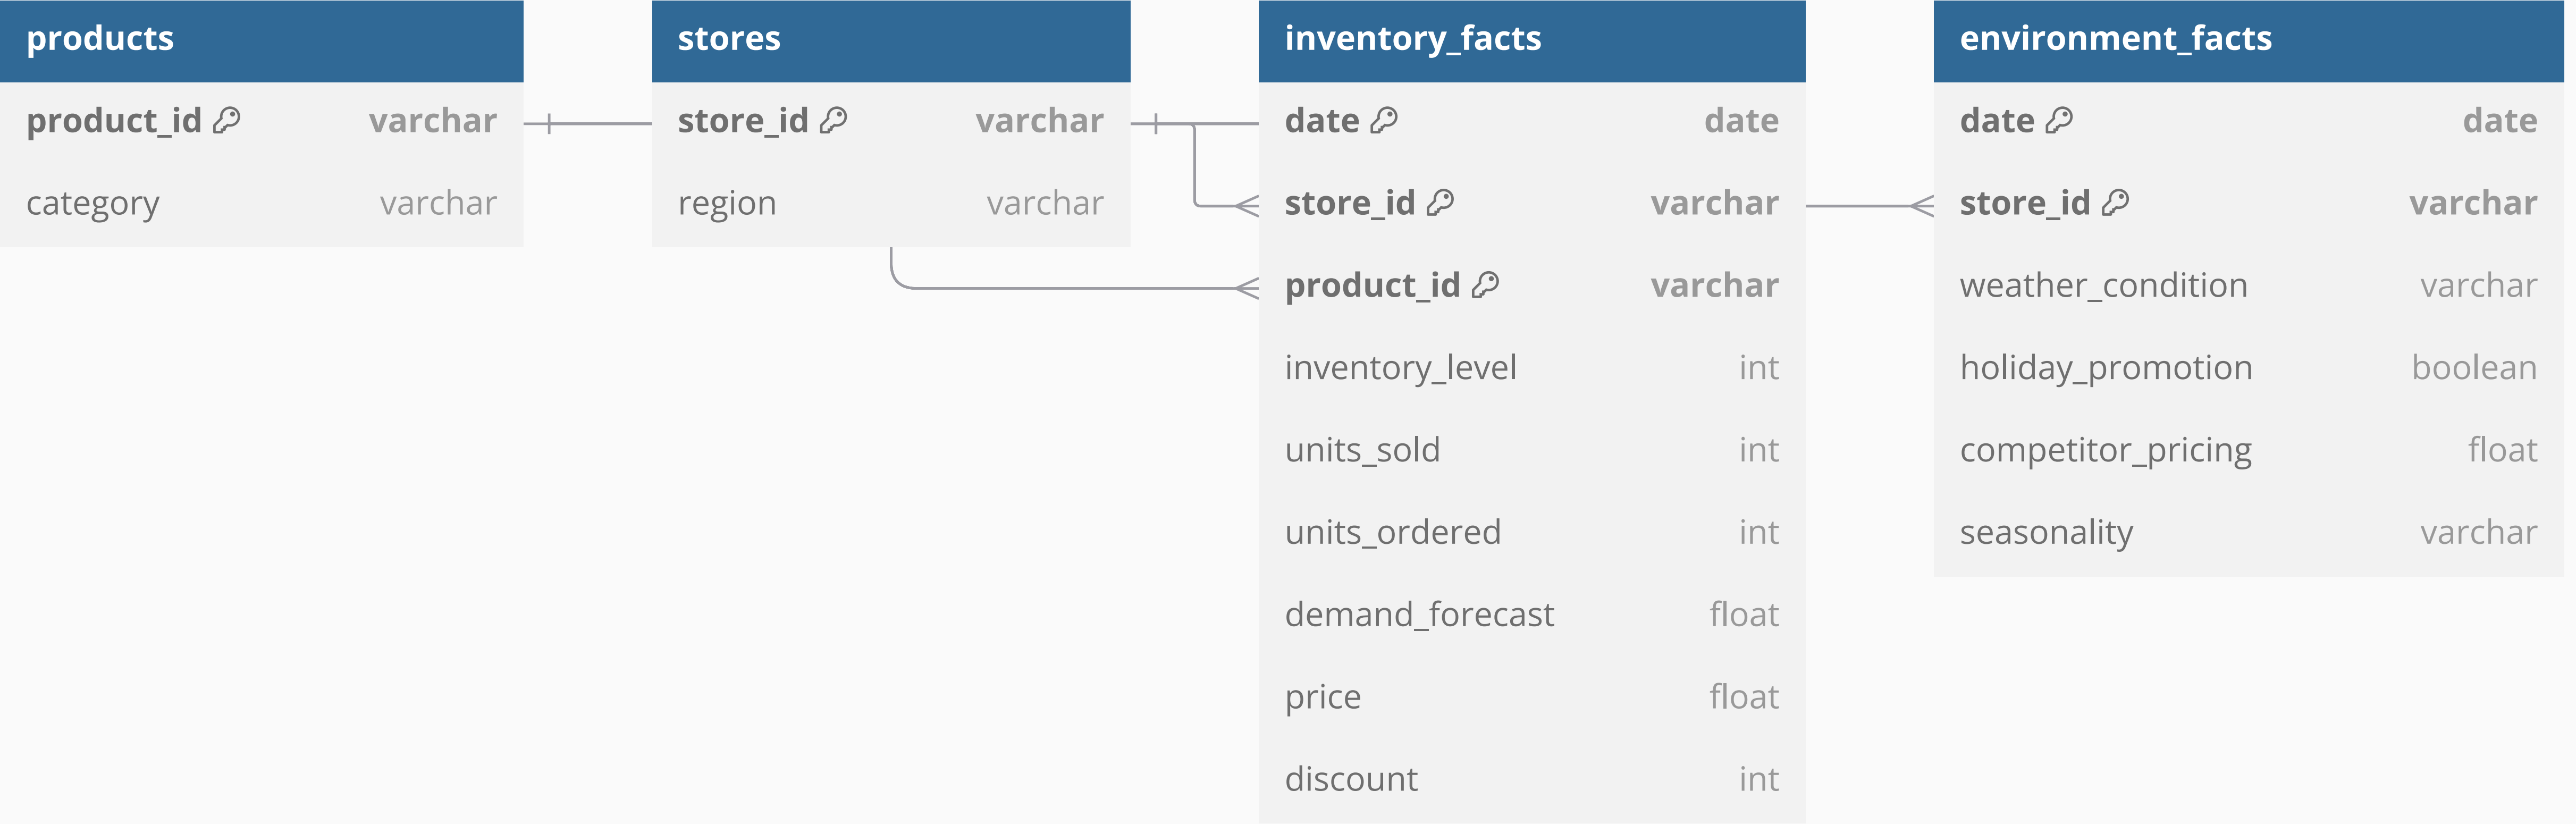 products
product_id varchar
category varchar
stores
store_id varchar
region varchar
inventory_facts
date date
store_id varchar
product_id varchar
inventory_level int
units_sold int
units_ordered int
demand_forecast float
price float
discount int
environment_facts
date date
store_id varchar
weather_condition varchar
holiday_promotion boolean
competitor_pricing float
seasonality varchar